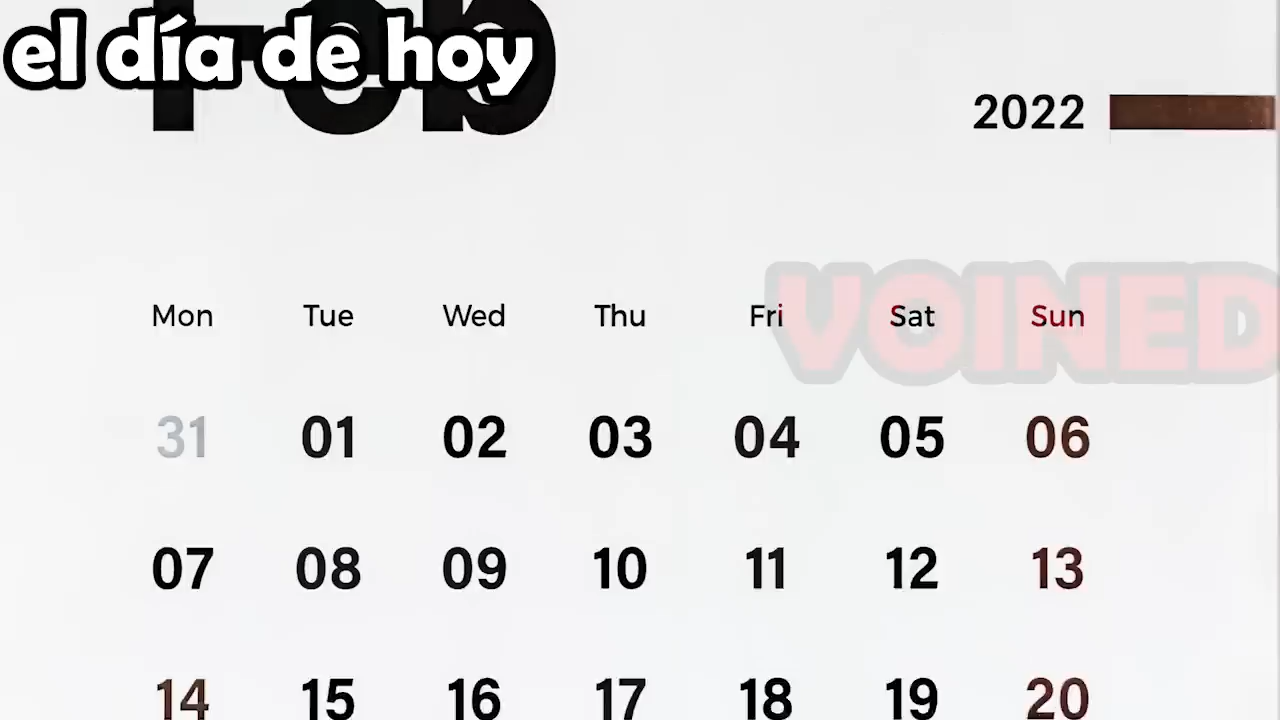 el día de hoy
Feb
2022
VOINED
Mon Tue Wed Thu Fri Sat Sun
31 01 02 03 04 05 06
07 08 09 10 11 12 13
14 15 16 17 18 19 20